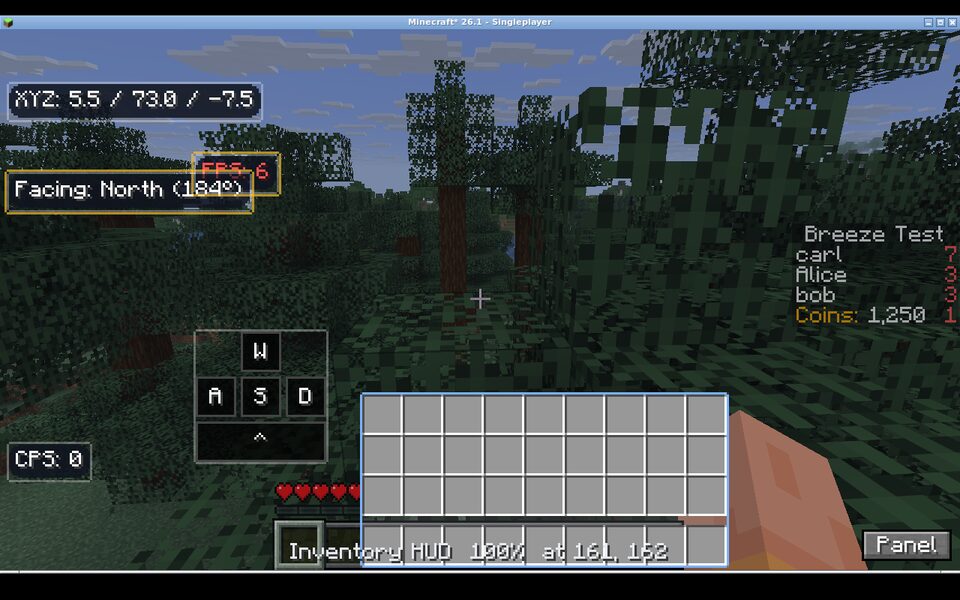 Minecraft* 26.1 - Singleplayer
XYZ: 5.5 / 73.0 / -7.5
FPS: 6
Facing: North (184°)
Breeze Test
carl 7
Alice 3
bob 3
Coins: 1,250 1
W
A S D
^
CPS: 0
Inventory HUD 100% at 161, 162
Panel